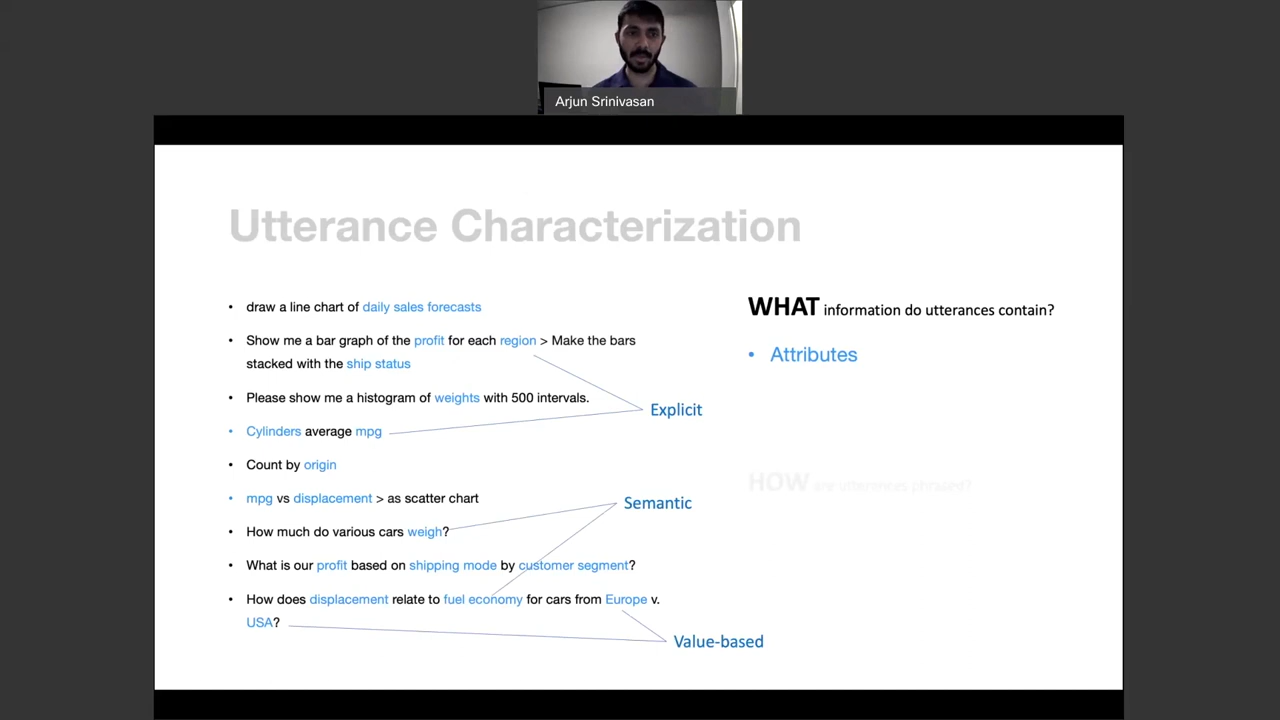 Arjun Srinivasan
Utterance Characterization
• draw a line chart of daily sales forecasts
• Show me a bar graph of the profit for each region > Make the bars
stacked with the ship status
• Please show me a histogram of weights with 500 intervals.
• Cylinders average mpg
• Count by origin
• mpg vs displacement > as scatter chart
• How much do various cars weigh?
• What is our profit based on shipping mode by customer segment?
• How does displacement relate to fuel economy for cars from Europe v.
USA?
Explicit
Semantic
Value-based
WHAT information do utterances contain?
• Attributes
HOW are utterances phrased?